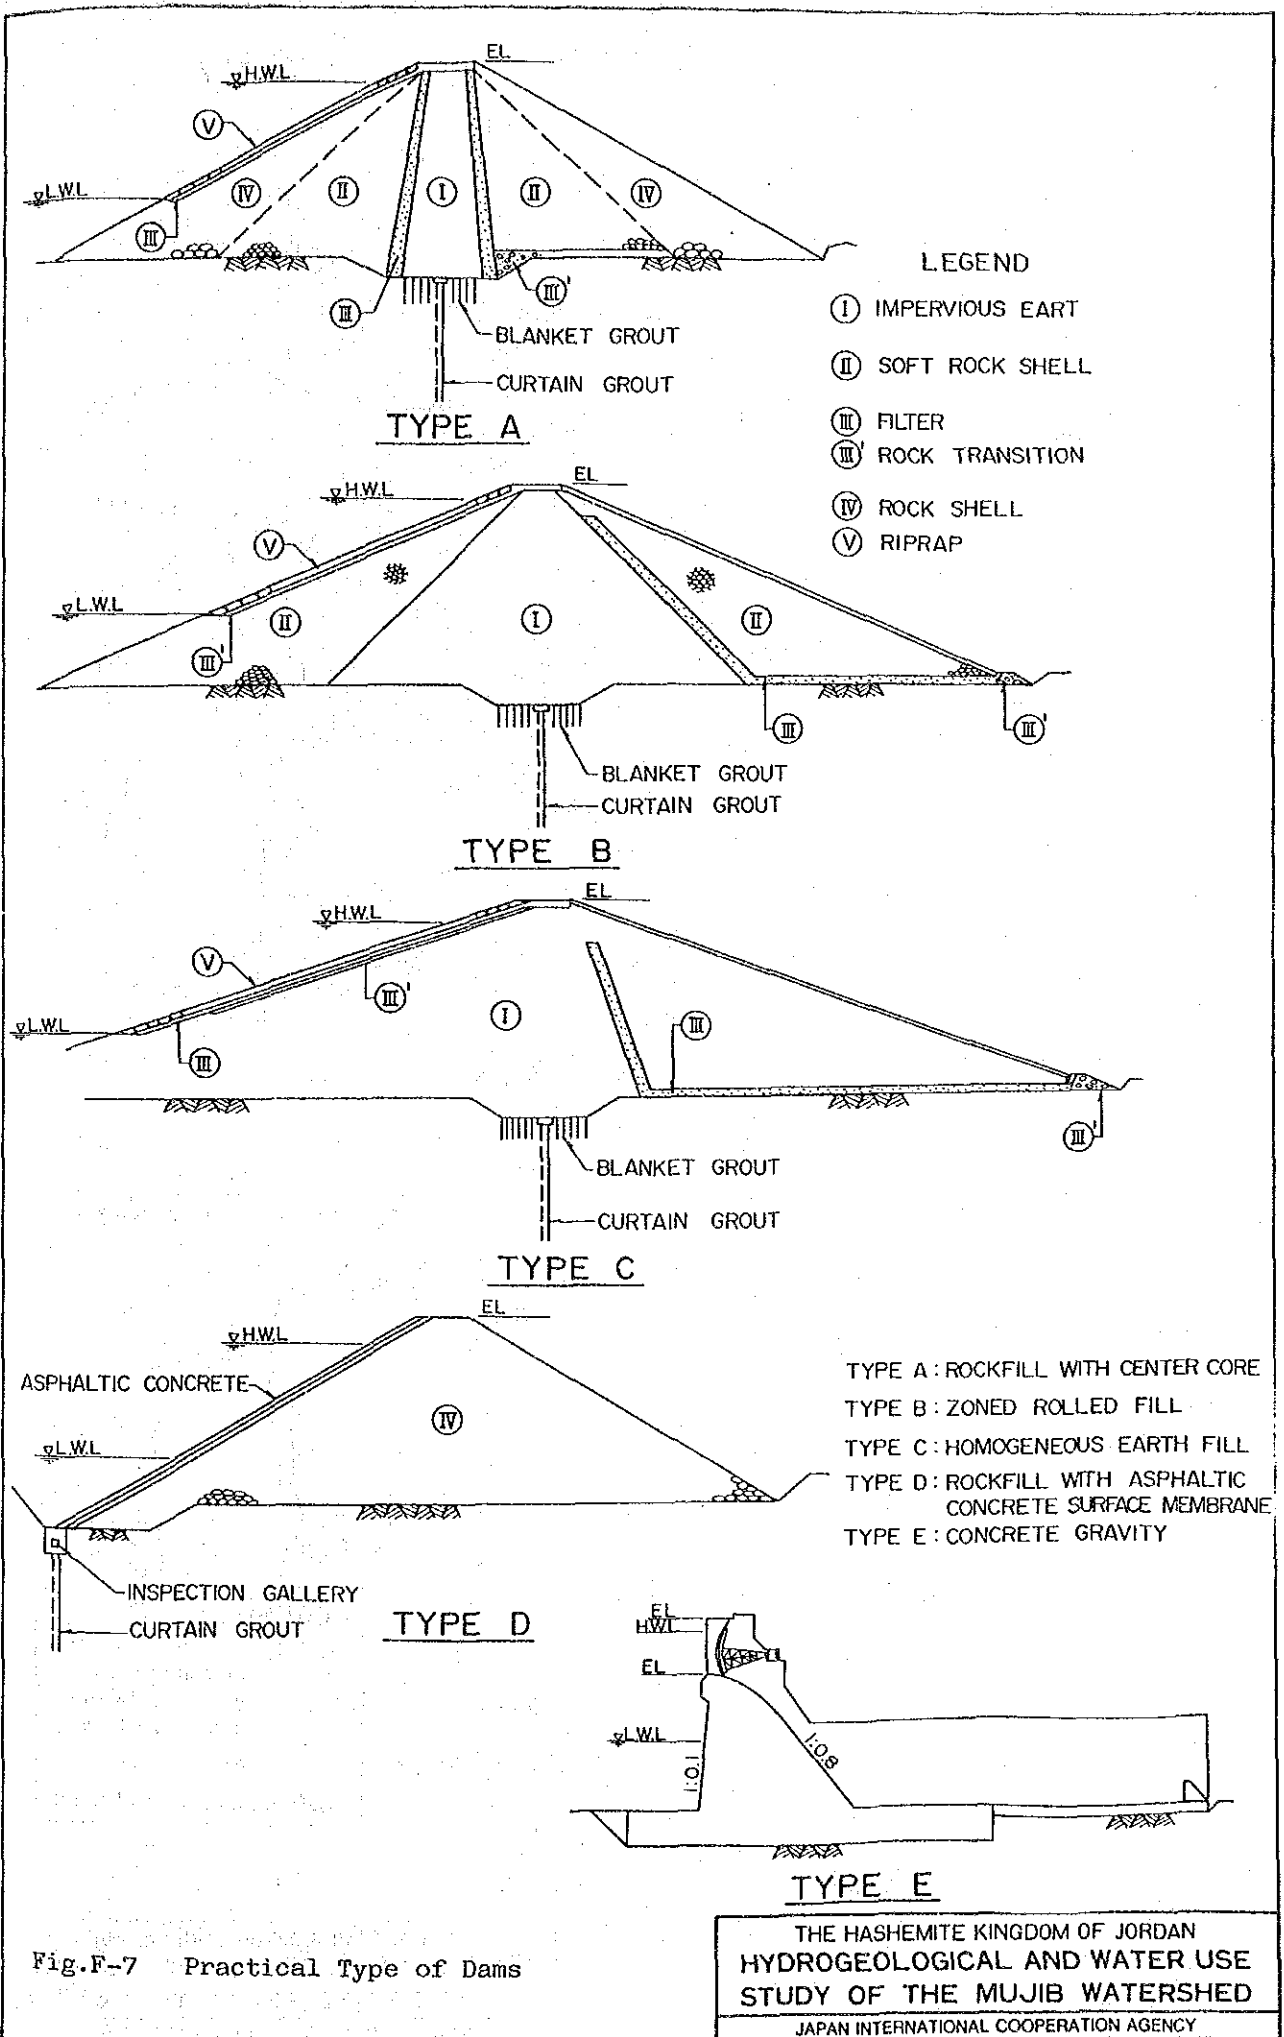 EL.
H.W.L
V
L.W.L
IV
II
I
II
IV
III
III
III'
BLANKET GROUT
CURTAIN GROUT
TYPE A
LEGEND
I IMPERVIOUS EART
II SOFT ROCK SHELL
III FILTER
III' ROCK TRANSITION
IV ROCK SHELL
V RIPRAP
EL
H.W.L
V
L.W.L
II
I
II
III'
III
III'
BLANKET GROUT
CURTAIN GROUT
TYPE B
EL
H.W.L
V
III'
L.W.L
I
III
III
III'
BLANKET GROUT
CURTAIN GROUT
TYPE C
EL
H.W.L
ASPHALTIC CONCRETE
IV
L.W.L
INSPECTION GALLERY
CURTAIN GROUT
TYPE D
TYPE A : ROCKFILL WITH CENTER CORE
TYPE B : ZONED ROLLED FILL
TYPE C : HOMOGENEOUS EARTH FILL
TYPE D : ROCKFILL WITH ASPHALTIC
CONCRETE SURFACE MEMBRANE
TYPE E : CONCRETE GRAVITY
EL
H.W.L
EL
L.W.L
1:0.1
1:0.8
TYPE E
Fig.F-7 Practical Type of Dams
THE HASHEMITE KINGDOM OF JORDAN
HYDROGEOLOGICAL AND WATER USE
STUDY OF THE MUJIB WATERSHED
JAPAN INTERNATIONAL COOPERATION AGENCY